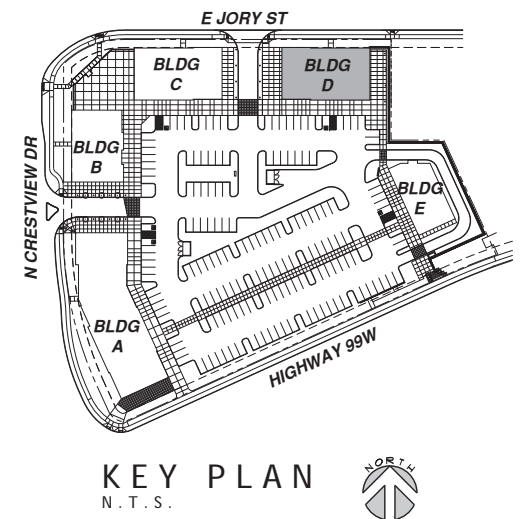 E JORY ST
BLDG
C
BLDG
D
N CRESTVIEW DR
BLDG
B
BLDG
E
BLDG
A
HIGHWAY 99W
KEY PLAN
N.T.S.
NORTH